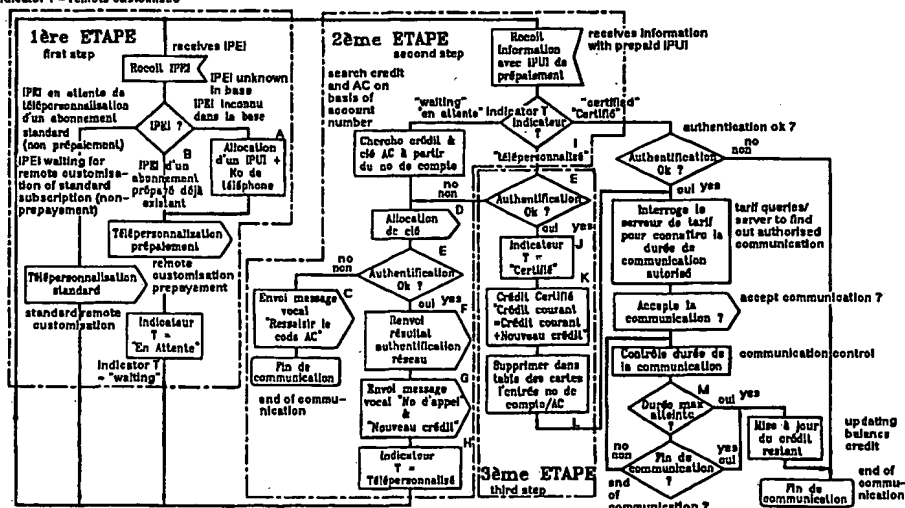 Indicator T = remote customised
1ère ETAPE
first step
receives IPEI
Recoit IPEI
IPEI unknown
in base
IPEI inconnu
dans la base
IPEI en attente de
télépersonnalisation
d'un abonnement
standard
(non prépaiement)
IPEI waiting for
remote customisa-
tion of standard
subscription (non-
prepayment)
IPEI ?
A
Allocation
d'un IPUI +
No de
téléphone
B
IPEI d'un
abonnement
prépayé déjà
existant
Télépersonnalisation
prépaiement
remote
customisation
prepayement
Télépersonnalisation
standard
standard remote
customisation
Indicateur
T =
"En Attente"
Indicator T
= "waiting"
2ème ETAPE
second step
search credit
and AC on
basis of
account
number
Recoit
Information
avec IPUI de
prépaiement
receives information
with prepaid IPUI
"waiting"
"en attente"
Indicator T
Indicateur
?
"certified"
"Certifié"
I
"télépersonnalisé"
Cherche crédit &
clé AC à partir
du no de compte
no
non
D
Allocation
de clé
E
Authentification
Ok ?
no
non
oui yes
C
Envoi message
vocal
"Ressaisir le
code AC"
Fin de
communication
end of commu-
nication
F
Renvoi
résultat
authentification
réseau
G
Envoi message
vocal "No d'appel"
&
"Nouveau crédit"
H
Indicateur
T =
Télépersonnalisé
E
Authentification
Ok ?
oui yes
J
Indicateur
T =
"Certifié"
K
Crédit Certifié
"Crédit courant
=Crédit courant
+Nouveau crédit"
Supprimer dans
table des cartes
l'entrée no de
compte/AC
L
3ème ETAPE
third step
authentication ok ?
no
non
Authentification
Ok ?
oui yes
Interroge le
serveur de tarif
pour connaître la
durée de
communication
autorisé
tarif queries/
server to find
out authorised
communication
Accepte la
communication ?
accept communication ?
Contrôle durée de
la communication
communication control
M
Durée max
atteinte
?
oui yes
no
non
Fin de
communication
?
yes
oui
Mise à jour
du crédit
restant
updating
balance
credit
end
of
communication ?
Fin de
communication
end of
commu-
nication